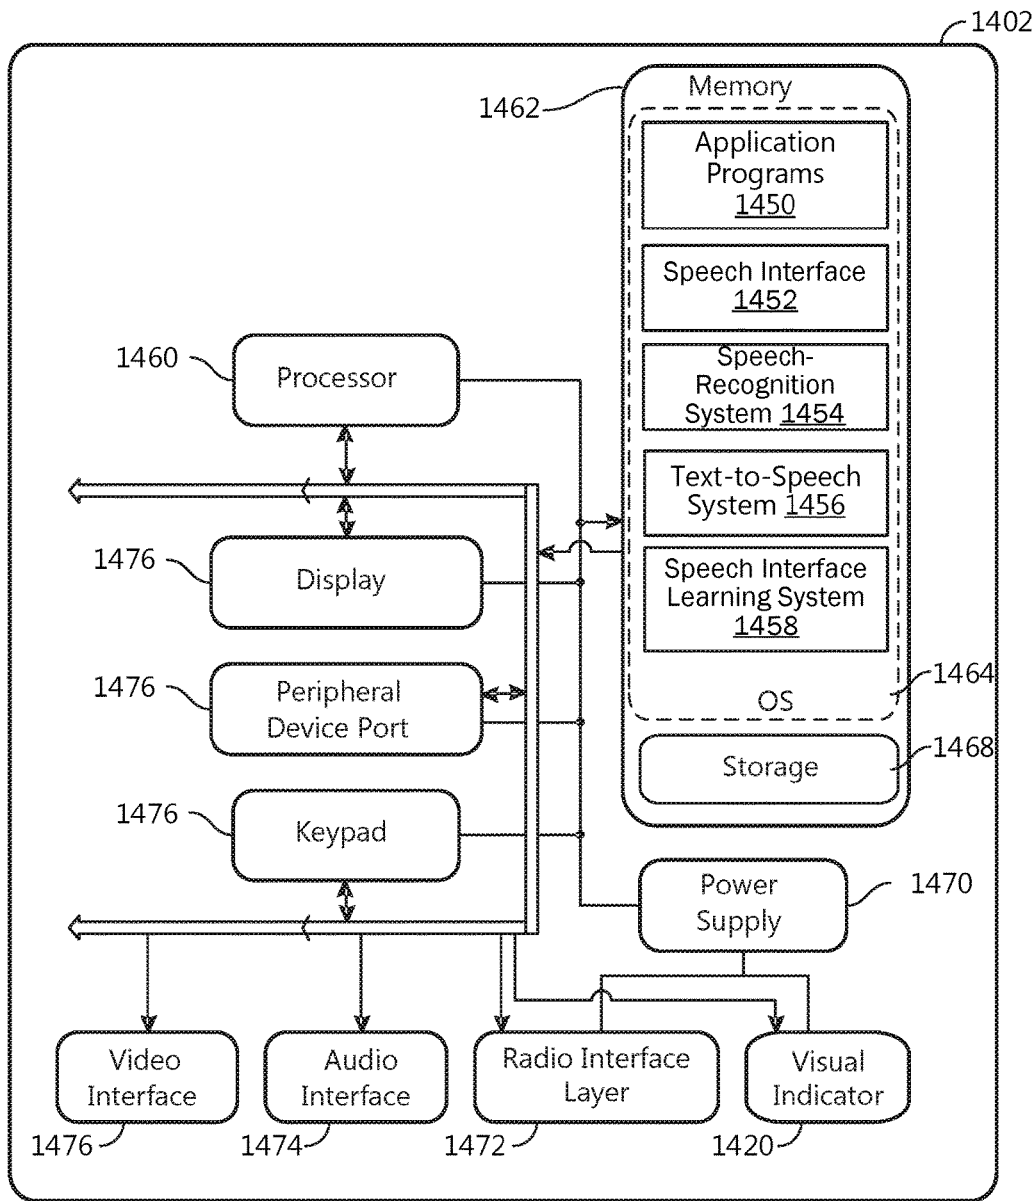 1402
Memory
1462
Application
Programs
1450
Speech Interface
1452
1460
Processor
Speech-
Recognition
System 1454
Text-to-Speech
System 1456
1476
Display
Speech Interface
Learning System
1458
1476
Peripheral
Device Port
1464
OS
1468
Storage
1476
Keypad
Power
Supply
1470
Video
Interface
Audio
Interface
Radio Interface
Layer
Visual
Indicator
1476
1474
1472
1420